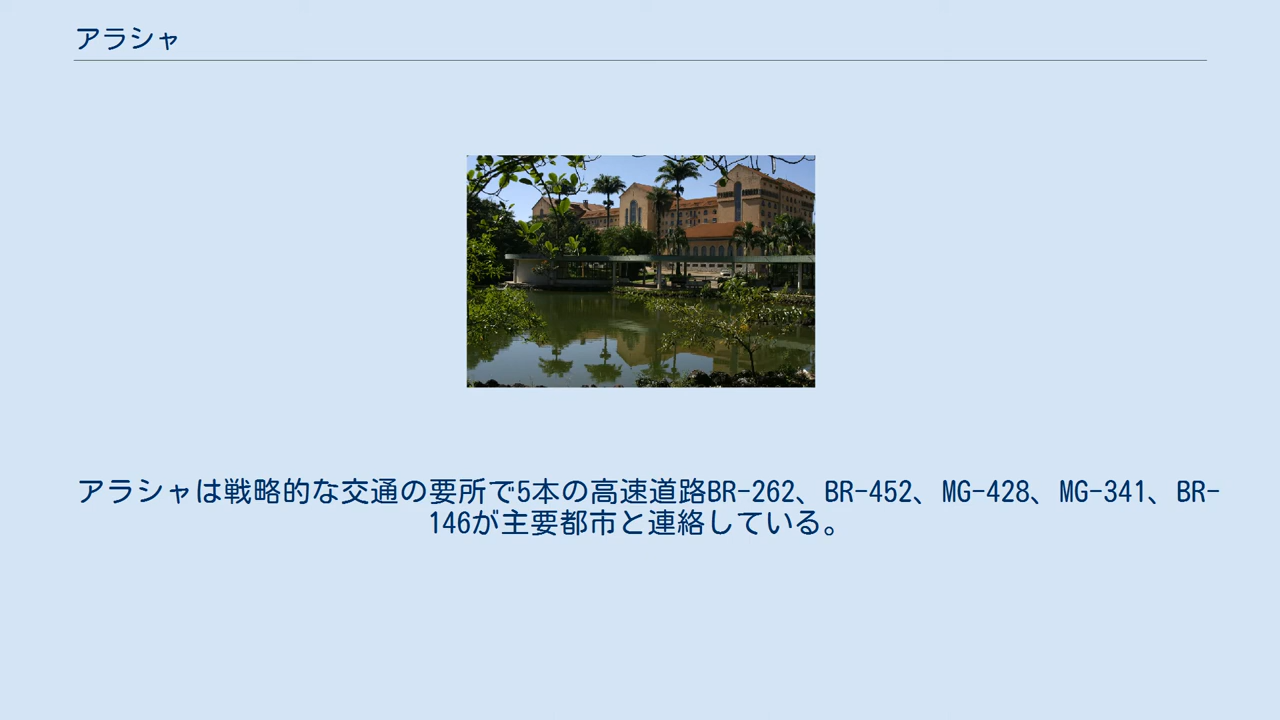 アラシャ
アラシャは戦略的な交通の要所で5本の高速道路BR-262、BR-452、MG-428、MG-341、BR-
146が主要都市と連絡している。